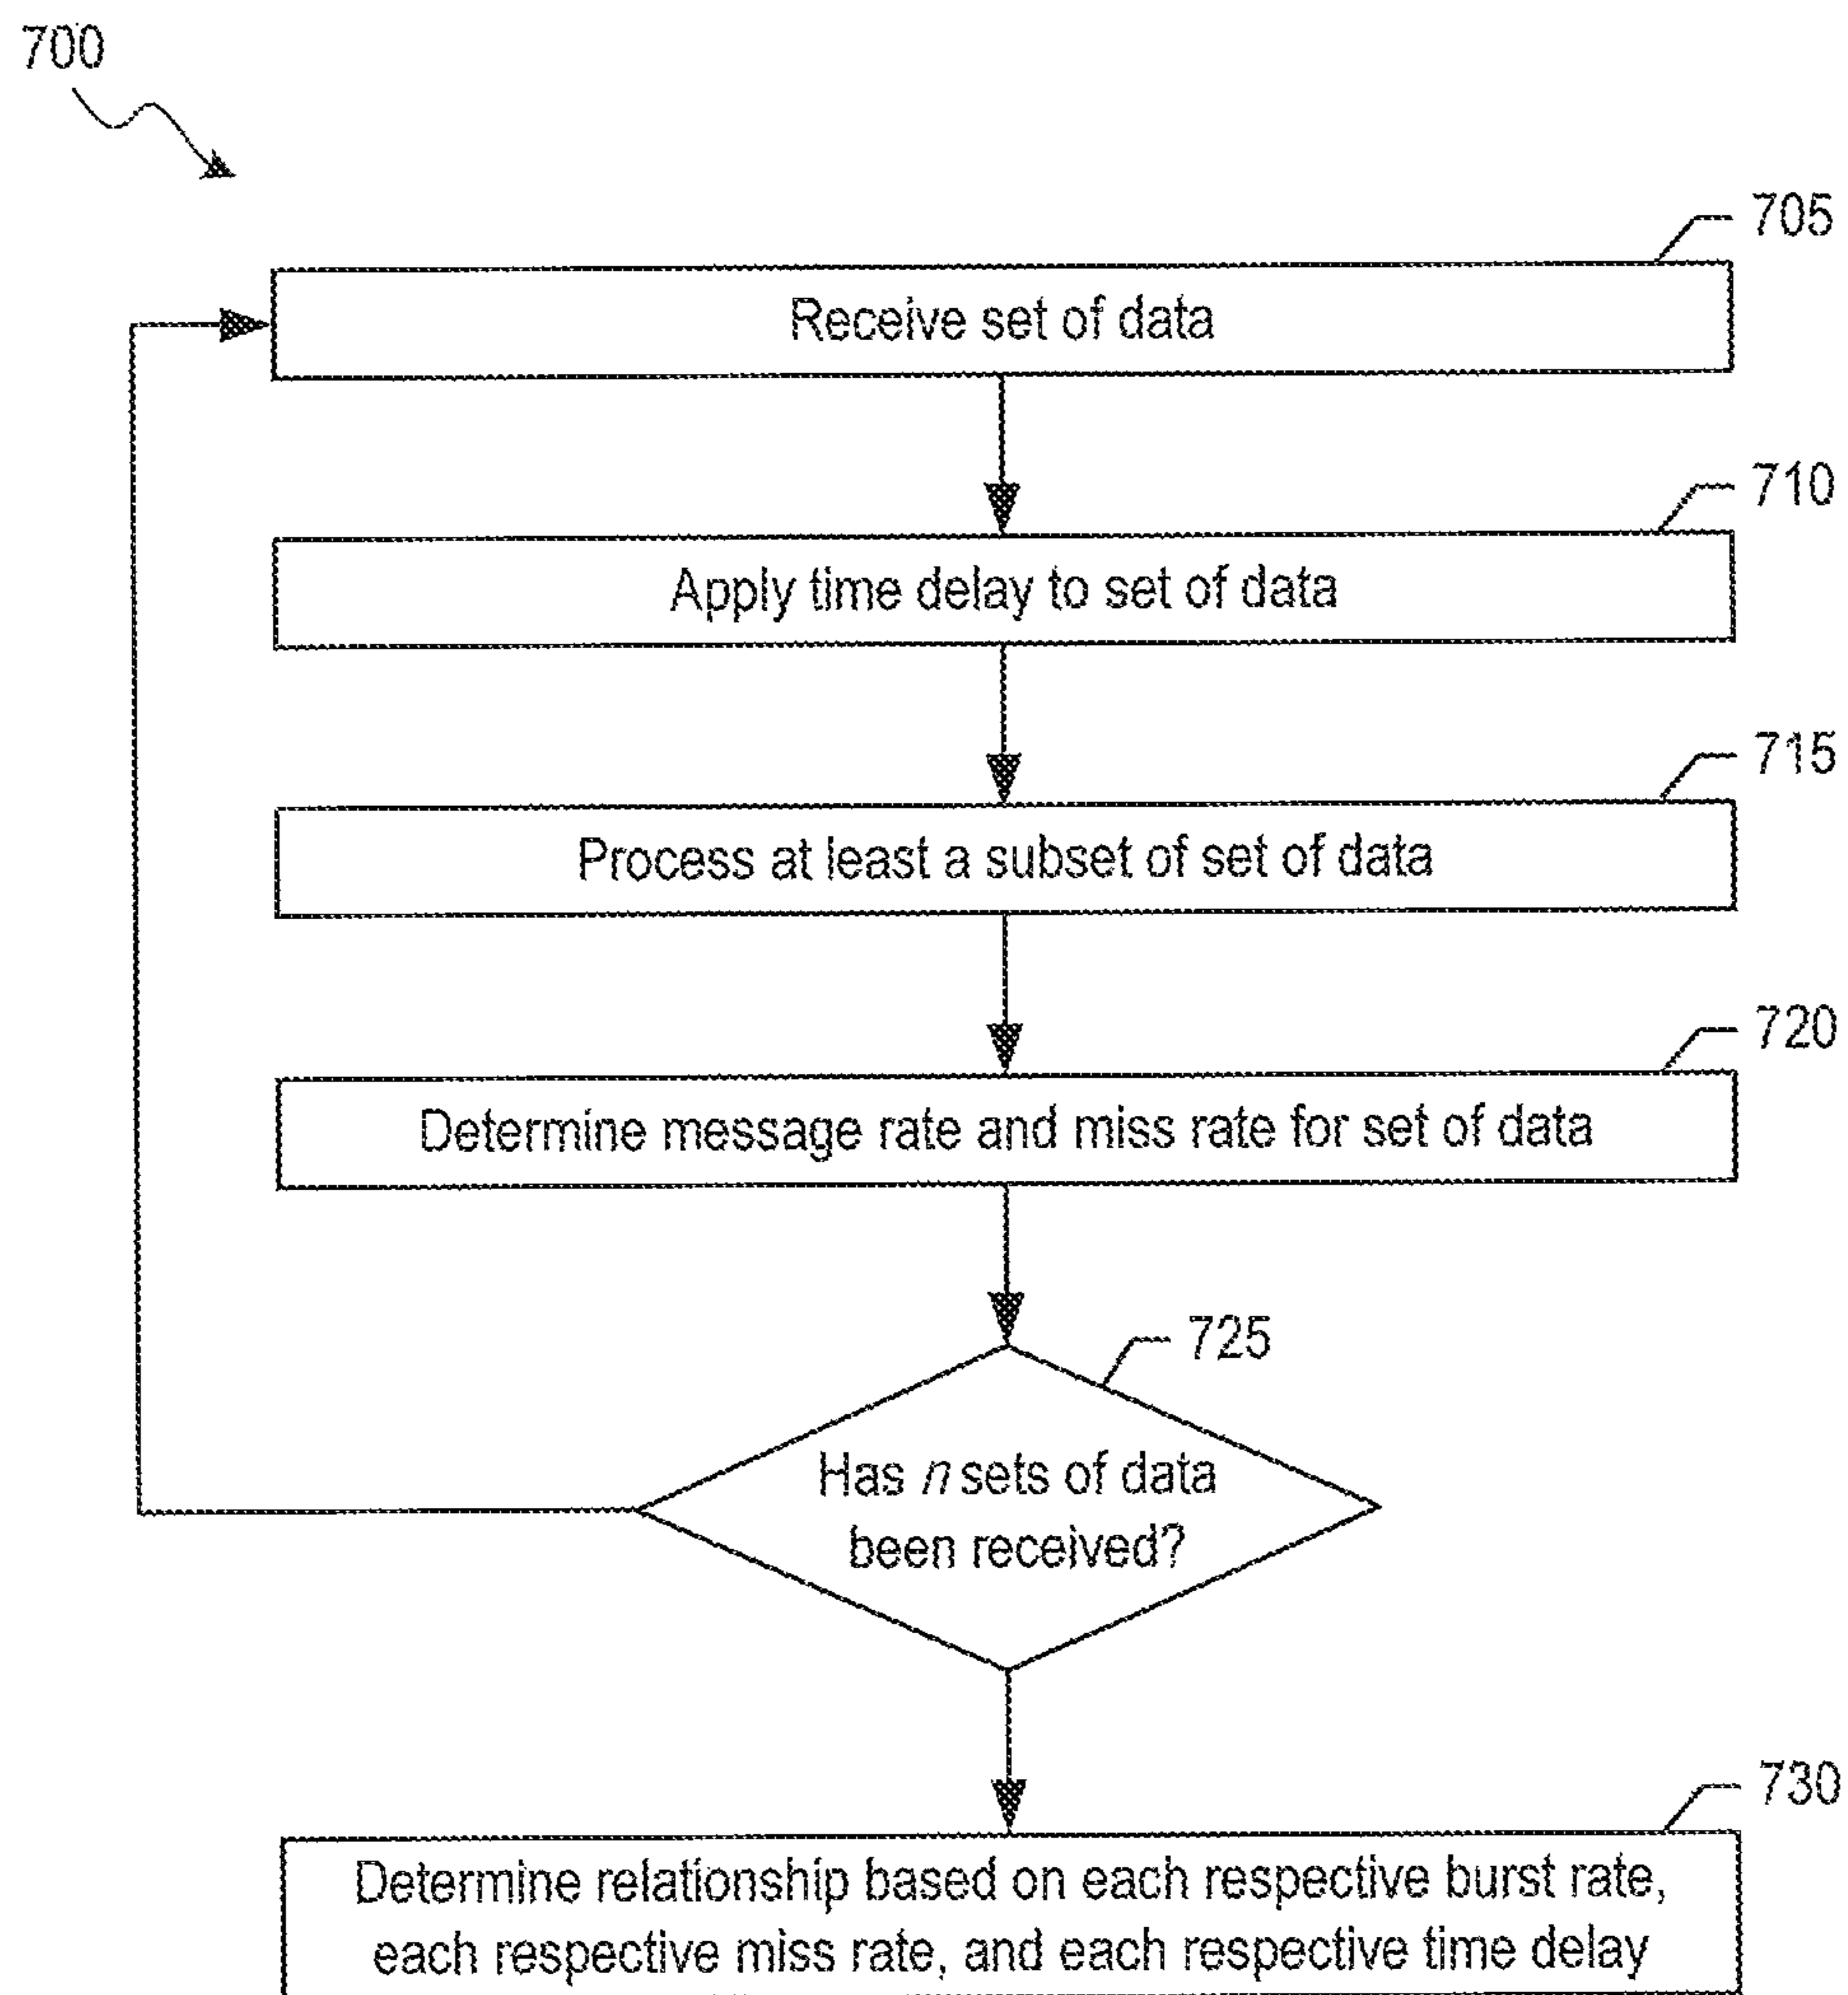 700
705
Receive set of data
710
Apply time delay to set of data
715
Process at least a subset of set of data
720
Determine message rate and miss rate for set of data
725
Has n sets of data
been received?
730
Determine relationship based on each respective burst rate,
each respective miss rate, and each respective time delay